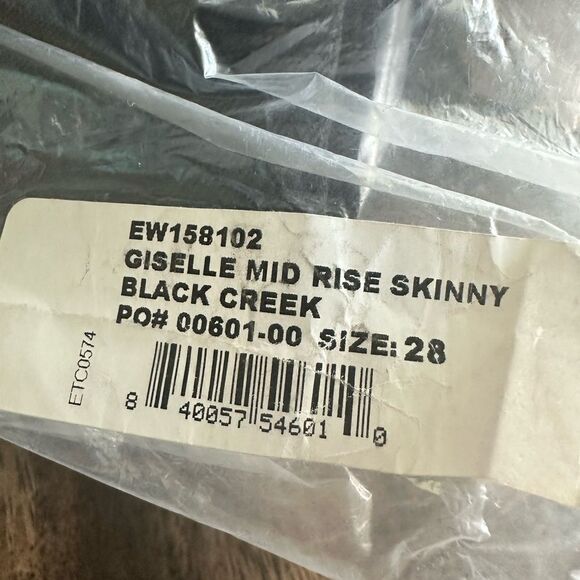 EW158102
GISELLE MID RISE SKINNY
BLACK CREEK
PO# 00601-00 SIZE: 28
ETC0574
8 40057 54601 0